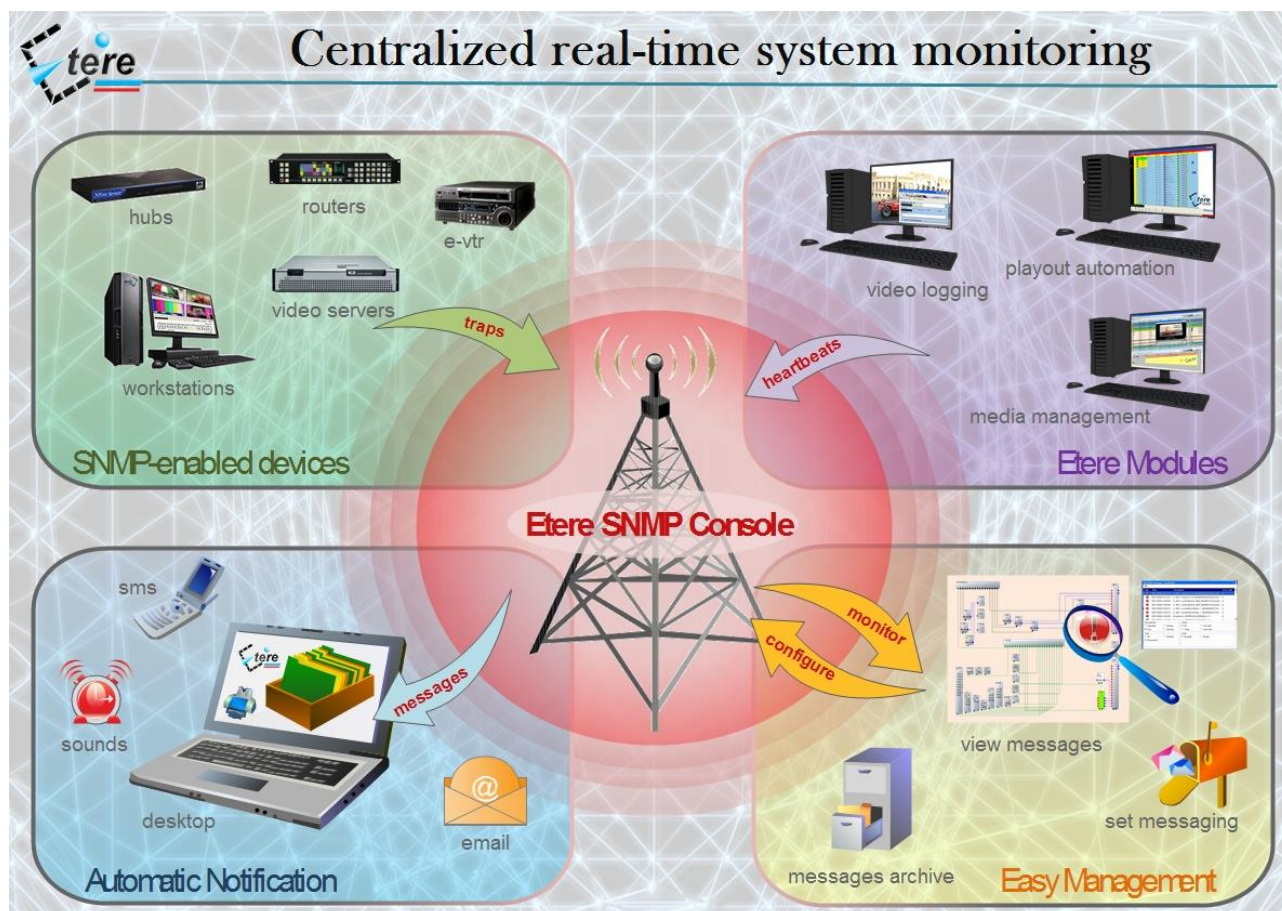 etere
Centralized real-time system monitoring
hubs
routers
e-vtr
video servers
workstations
traps
SNMP-enabled devices
video logging
playout automation
heartbeats
media management
Etere Modules
Etere SNMP Console
sms
etere
sounds
desktop
messages
@
email
Automatic Notification
monitor
configure
view messages
set messaging
messages archive
Easy Management